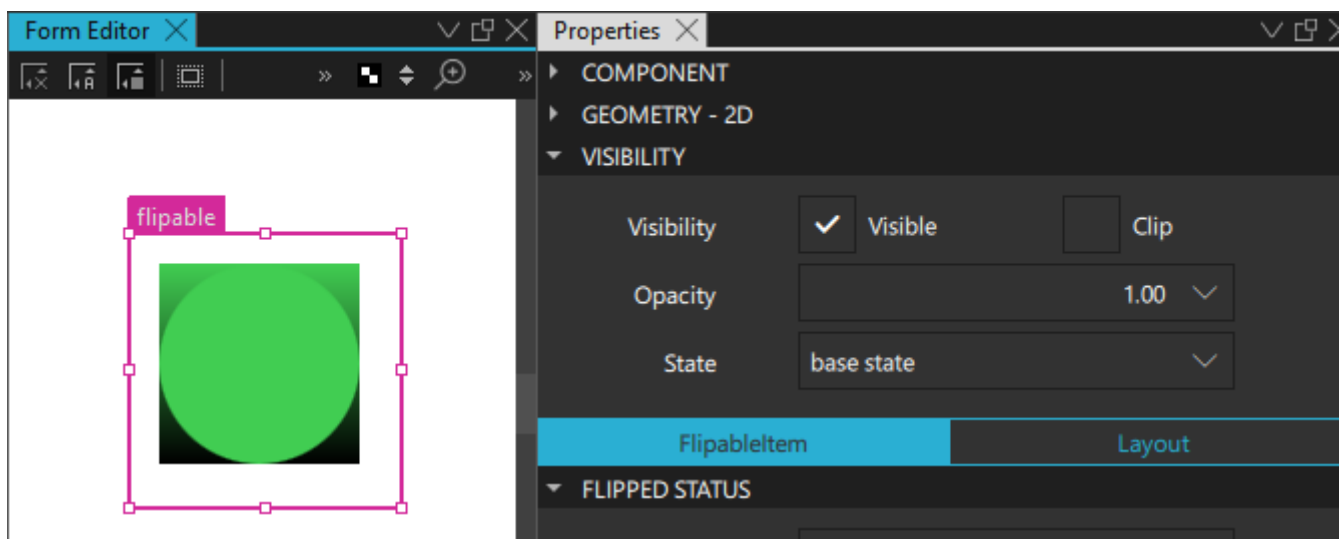 Form Editor
Properties
COMPONENT
GEOMETRY - 2D
VISIBILITY
flipable
Visibility Visible Clip
Opacity 1.00
State base state
FlipableItem Layout
FLIPPED STATUS